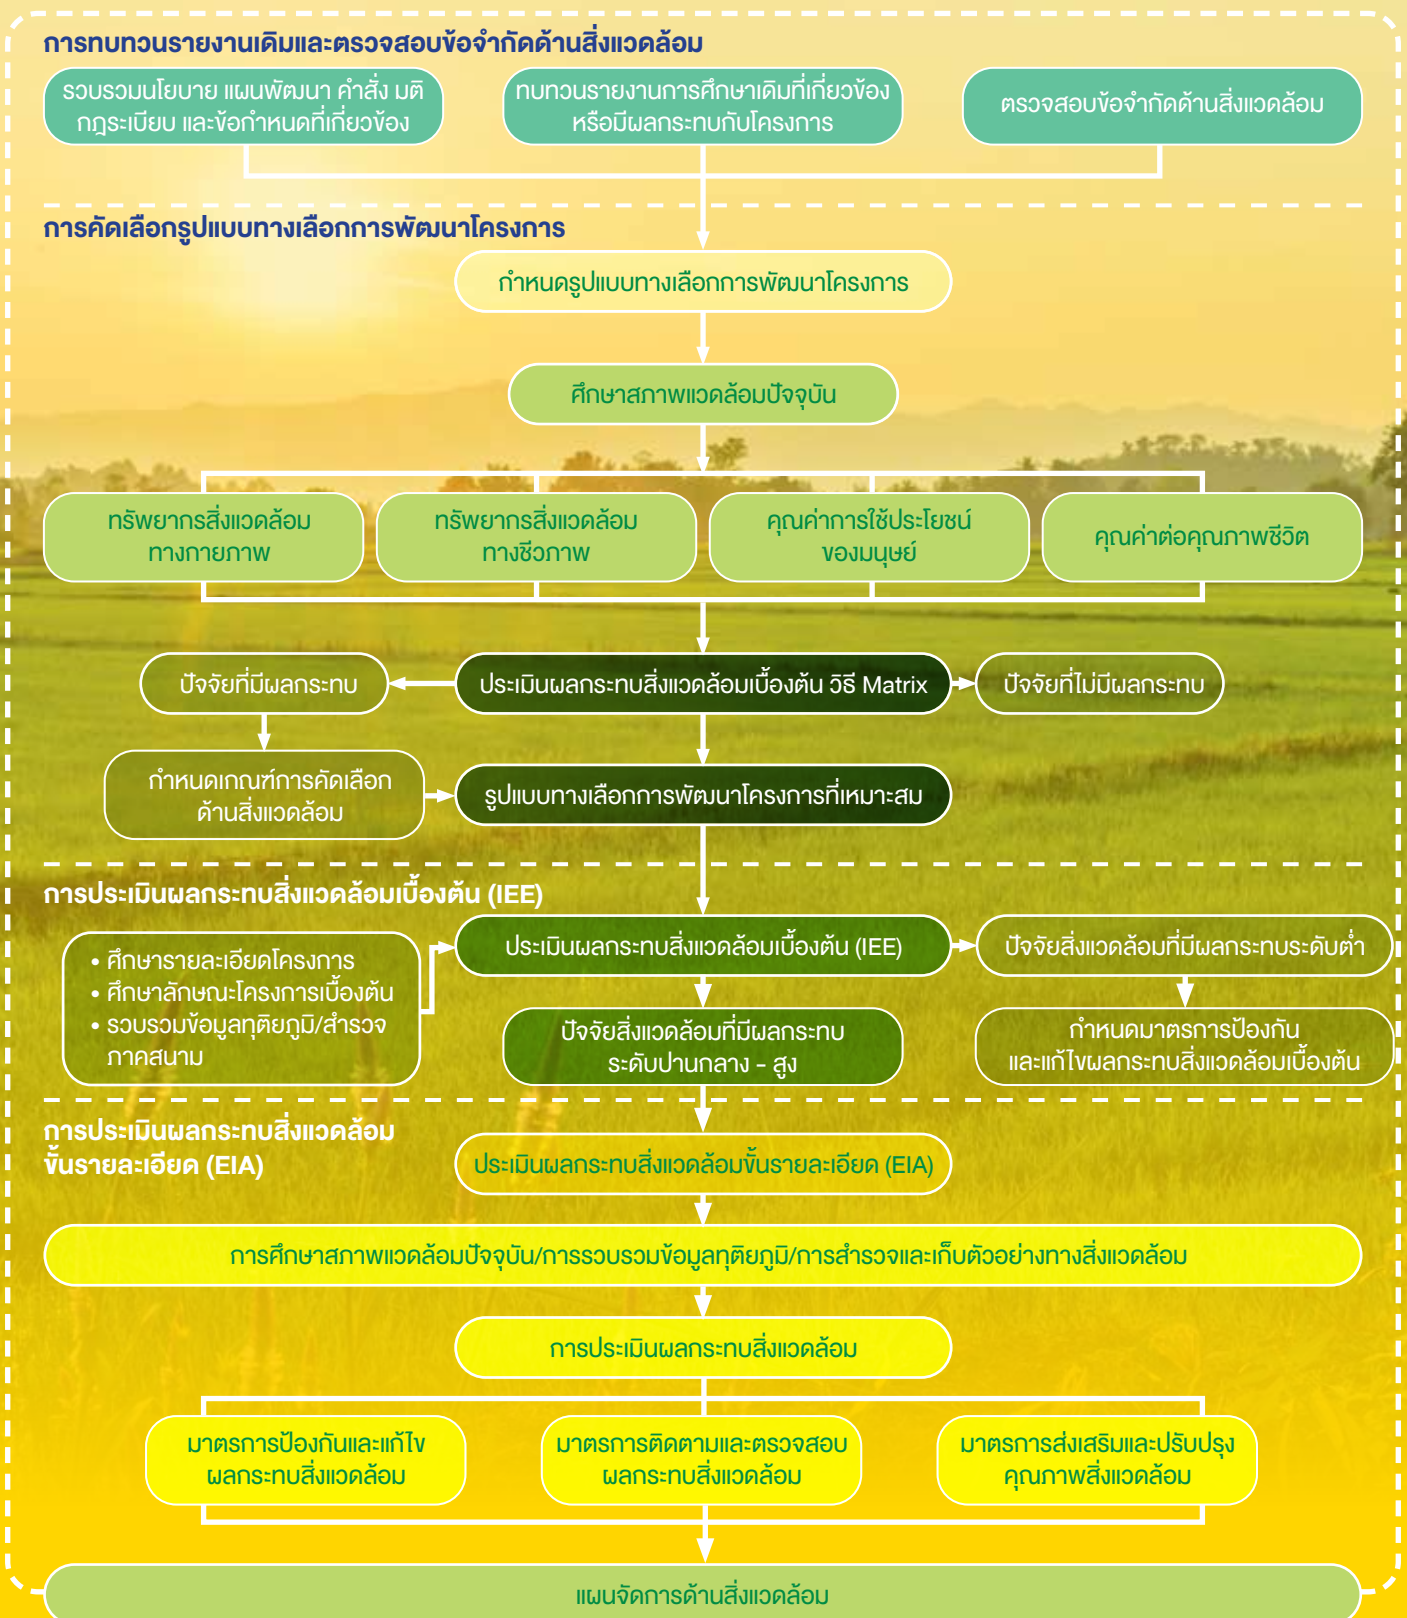 การทบทวนรายงานเดิมและตรวจสอบข้อจำกัดด้านสิ่งแวดล้อม
รวบรวมนโยบาย แผนพัฒนา คำสั่ง มติ
กฎระเบียบ และข้อกำหนดที่เกี่ยวข้อง
ทบทวนรายงานการศึกษาเดิมที่เกี่ยวข้อง
หรือมีผลกระทบกับโครงการ
ตรวจสอบข้อจำกัดด้านสิ่งแวดล้อม
การคัดเลือกรูปแบบทางเลือกการพัฒนาโครงการ
กำหนดรูปแบบทางเลือกการพัฒนาโครงการ
ศึกษาสภาพแวดล้อมปัจจุบัน
ทรัพยากรสิ่งแวดล้อม
ทางกายภาพ
ทรัพยากรสิ่งแวดล้อม
ทางชีวภาพ
คุณค่าการใช้ประโยชน์
ของมนุษย์
คุณค่าต่อคุณภาพชีวิต
ปัจจัยที่มีผลกระทบ
ประเมินผลกระทบสิ่งแวดล้อมเบื้องต้น วิธี Matrix
ปัจจัยที่ไม่มีผลกระทบ
กำหนดเกณฑ์การคัดเลือก
ด้านสิ่งแวดล้อม
รูปแบบทางเลือกการพัฒนาโครงการที่เหมาะสม
การประเมินผลกระทบสิ่งแวดล้อมเบื้องต้น (IEE)
• ศึกษารายละเอียดโครงการ
• ศึกษาลักษณะโครงการเบื้องต้น
• รวบรวมข้อมูลทุติยภูมิ/สำรวจ
ภาคสนาม
ประเมินผลกระทบสิ่งแวดล้อมเบื้องต้น (IEE)
ปัจจัยสิ่งแวดล้อมที่มีผลกระทบระดับต่ำ
ปัจจัยสิ่งแวดล้อมที่มีผลกระทบ
ระดับปานกลาง - สูง
กำหนดมาตรการป้องกัน
และแก้ไขผลกระทบสิ่งแวดล้อมเบื้องต้น
การประเมินผลกระทบสิ่งแวดล้อม
ขั้นรายละเอียด (EIA)
ประเมินผลกระทบสิ่งแวดล้อมขั้นรายละเอียด (EIA)
การศึกษาสภาพแวดล้อมปัจจุบัน/การรวบรวมข้อมูลทุติยภูมิ/การสำรวจและเก็บตัวอย่างทางสิ่งแวดล้อม
การประเมินผลกระทบสิ่งแวดล้อม
มาตรการป้องกันและแก้ไข
ผลกระทบสิ่งแวดล้อม
มาตรการติดตามและตรวจสอบ
ผลกระทบสิ่งแวดล้อม
มาตรการส่งเสริมและปรับปรุง
คุณภาพสิ่งแวดล้อม
แผนจัดการด้านสิ่งแวดล้อม